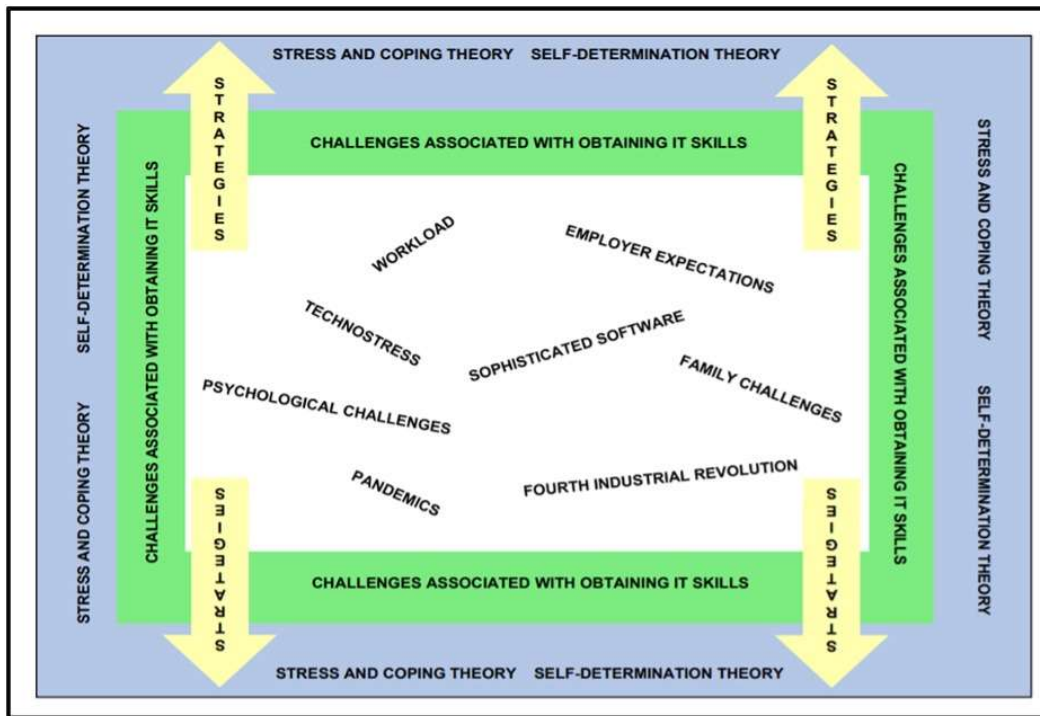 STRESS AND COPING THEORY SELF-DETERMINATION THEORY
STRATEGIES
STRATEGIES
CHALLENGES ASSOCIATED WITH OBTAINING IT SKILLS
SELF-DETERMINATION THEORY
STRESS AND COPING THEORY
CHALLENGES ASSOCIATED WITH OBTAINING IT SKILLS
WORKLOAD
EMPLOYER EXPECTATIONS
TECHNOSTRESS
SOPHISTICATED SOFTWARE
FAMILY CHALLENGES
PSYCHOLOGICAL CHALLENGES
PANDEMICS
FOURTH INDUSTRIAL REVOLUTION
CHALLENGES ASSOCIATED WITH OBTAINING IT SKILLS
STRESS AND COPING THEORY
SELF-DETERMINATION THEORY
STRATEGIES
STRATEGIES
CHALLENGES ASSOCIATED WITH OBTAINING IT SKILLS
STRESS AND COPING THEORY SELF-DETERMINATION THEORY